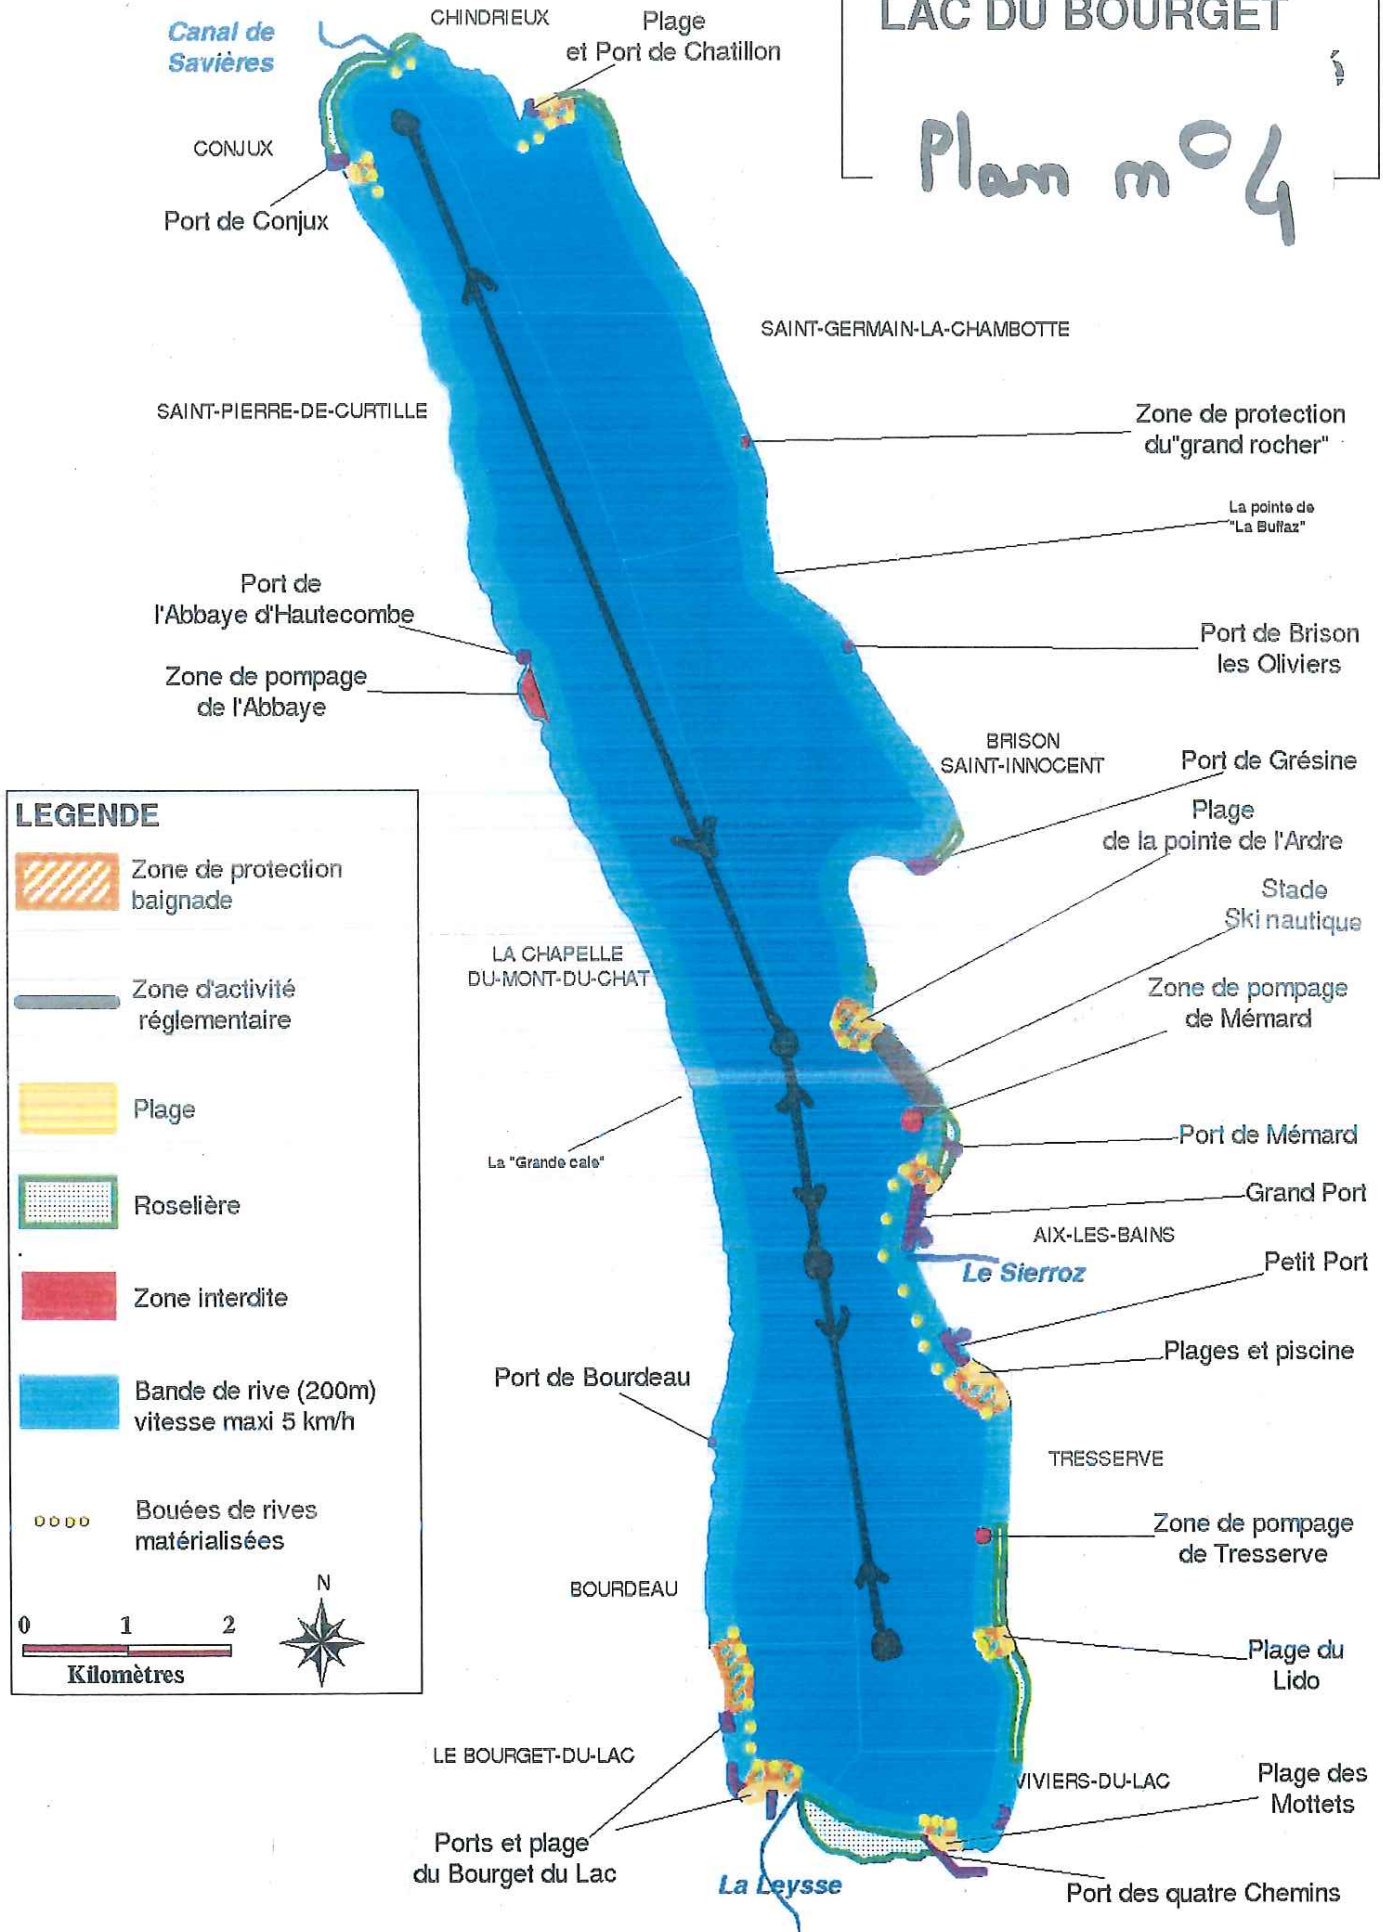 LAC DU BOURGET
Plan n° 4
CHINDRIEUX
Canal de
Savières
Plage
et Port de Chatillon
CONJUX
Port de Conjux
SAINT-GERMAIN-LA-CHAMBOTTE
SAINT-PIERRE-DE-CURTILLE
Zone de protection
du"grand rocher"
La pointe de
"La Buffaz"
Port de
l'Abbaye d'Hautecombe
Port de Brison
les Oliviers
Zone de pompage
de l'Abbaye
BRISON
SAINT-INNOCENT
Port de Grésine
Plage
de la pointe de l'Ardre
Stade
Ski nautique
LA CHAPELLE
DU-MONT-DU-CHAT
Zone de pompage
de Mémard
La "Grande cale"
Port de Mémard
Grand Port
AIX-LES-BAINS
Le Sierroz
Petit Port
Plages et piscine
Port de Bourdeau
TRESSERVE
Zone de pompage
de Tresserve
BOURDEAU
Plage du
Lido
LE BOURGET-DU-LAC
VIVIERS-DU-LAC
Plage des
Mottets
Ports et plage
du Bourget du Lac
La Leysse
Port des quatre Chemins
LEGENDE
Zone de protection
baignade
Zone d'activité
réglementaire
Plage
Roselière
Zone interdite
Bande de rive (200m)
vitesse maxi 5 km/h
Bouées de rives
matérialisées
N
0 1 2
Kilomètres